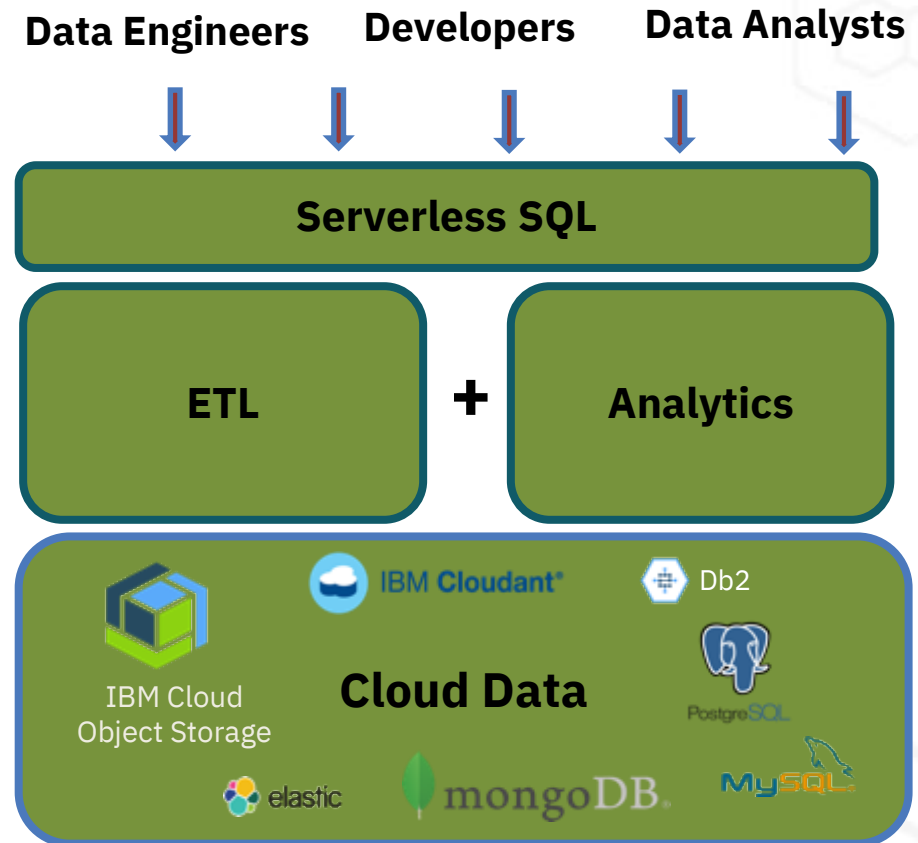 Data Engineers
Developers
Data Analysts
Serverless SQL
ETL
+
Analytics
IBM Cloudant®
Db2
IBM Cloud
Object Storage
Cloud Data
PostgreSQL
elastic
mongoDB®
MySQL